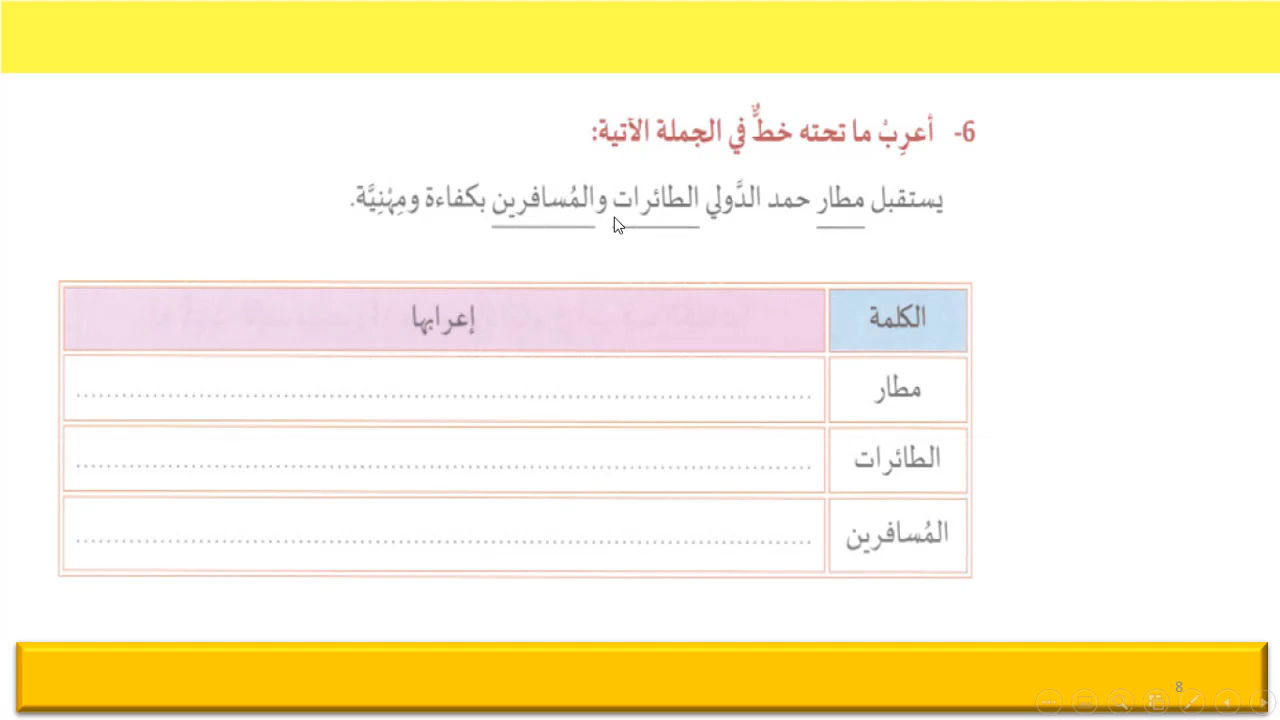 6- أعرِبْ ما تحته خطٌّ في الجملة الآتية:
يستقبل مطار حمد الدَّولي الطائرات والمُسافرين بكفاءة ومِهْنِيَّة.
الكلمة إعرابها
مطار ................................................
الطائرات ................................................
المُسافرين ................................................
8